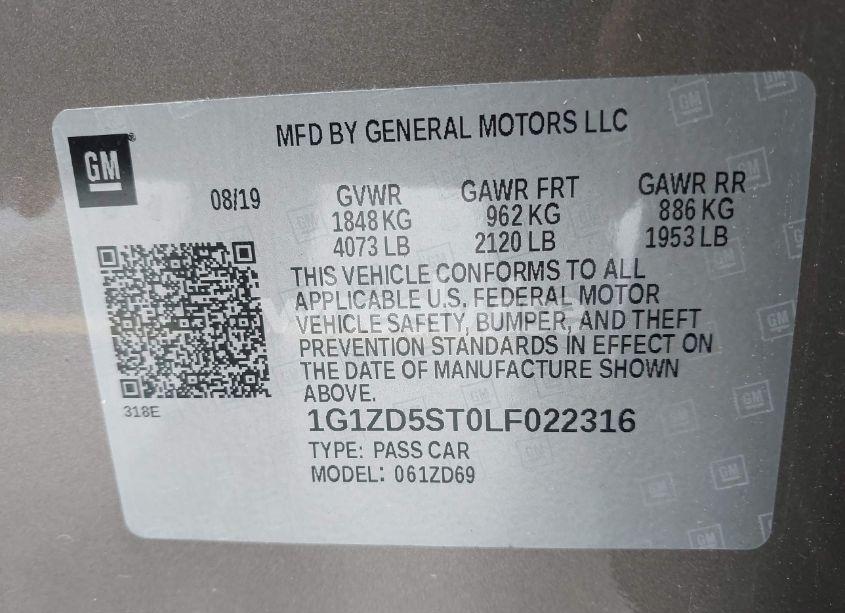 MFD BY GENERAL MOTORS LLC
GM
08/19
GVWR
1848 KG
4073 LB
GAWR FRT
962 KG
2120 LB
GAWR RR
886 KG
1953 LB
THIS VEHICLE CONFORMS TO ALL
APPLICABLE U.S. FEDERAL MOTOR
VEHICLE SAFETY, BUMPER, AND THEFT
PREVENTION STANDARDS IN EFFECT ON
THE DATE OF MANUFACTURE SHOWN
ABOVE.
318E
1G1ZD5ST0LF022316
TYPE: PASS CAR
MODEL: 061ZD69